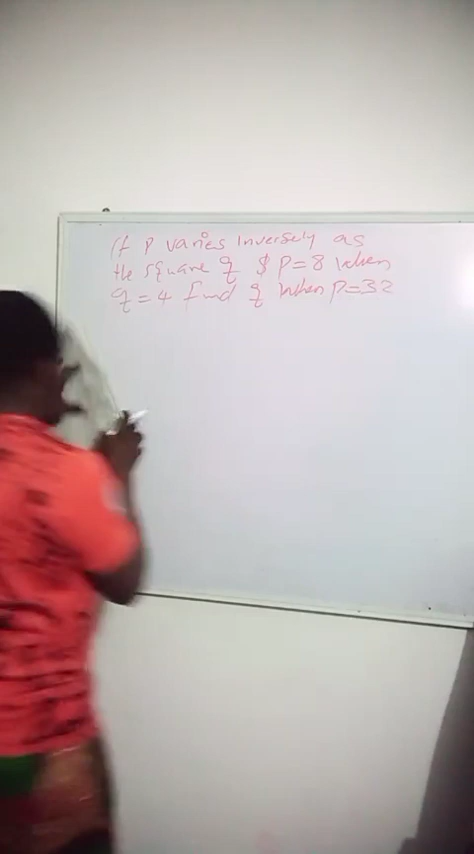 If P varies Inversely as
the square q & P=8 when
q=4 find q when P=32